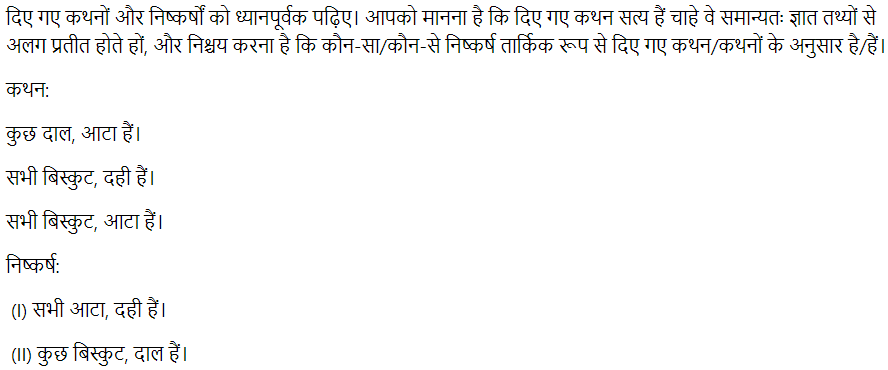 दिए गए कथनों और निष्कर्षों को ध्यानपूर्वक पढ़िए। आपको मानना है कि दिए गए कथन सत्य हैं चाहे वे समान्यतः ज्ञात तथ्यों से
अलग प्रतीत होते हों, और निश्चय करना है कि कौन-सा/कौन-से निष्कर्ष तार्किक रूप से दिए गए कथन/कथनों के अनुसार है/हैं।
कथन:
कुछ दाल, आटा हैं।
सभी बिस्कुट, दही हैं।
सभी बिस्कुट, आटा हैं।
निष्कर्ष:
(I) सभी आटा, दही हैं।
(II) कुछ बिस्कुट, दाल हैं।